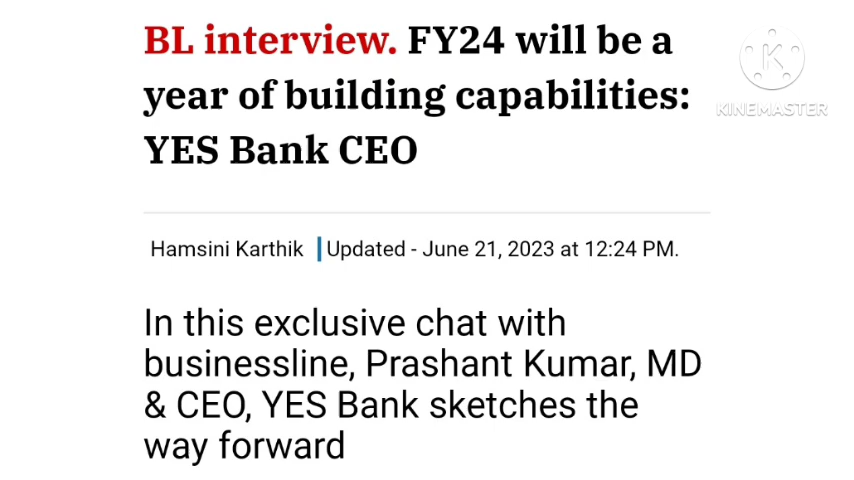 BL interview. FY24 will be a
year of building capabilities:
YES Bank CEO
KINEMASTER
Hamsini Karthik Updated - June 21, 2023 at 12:24 PM.
In this exclusive chat with
businessline, Prashant Kumar, MD
& CEO, YES Bank sketches the
way forward